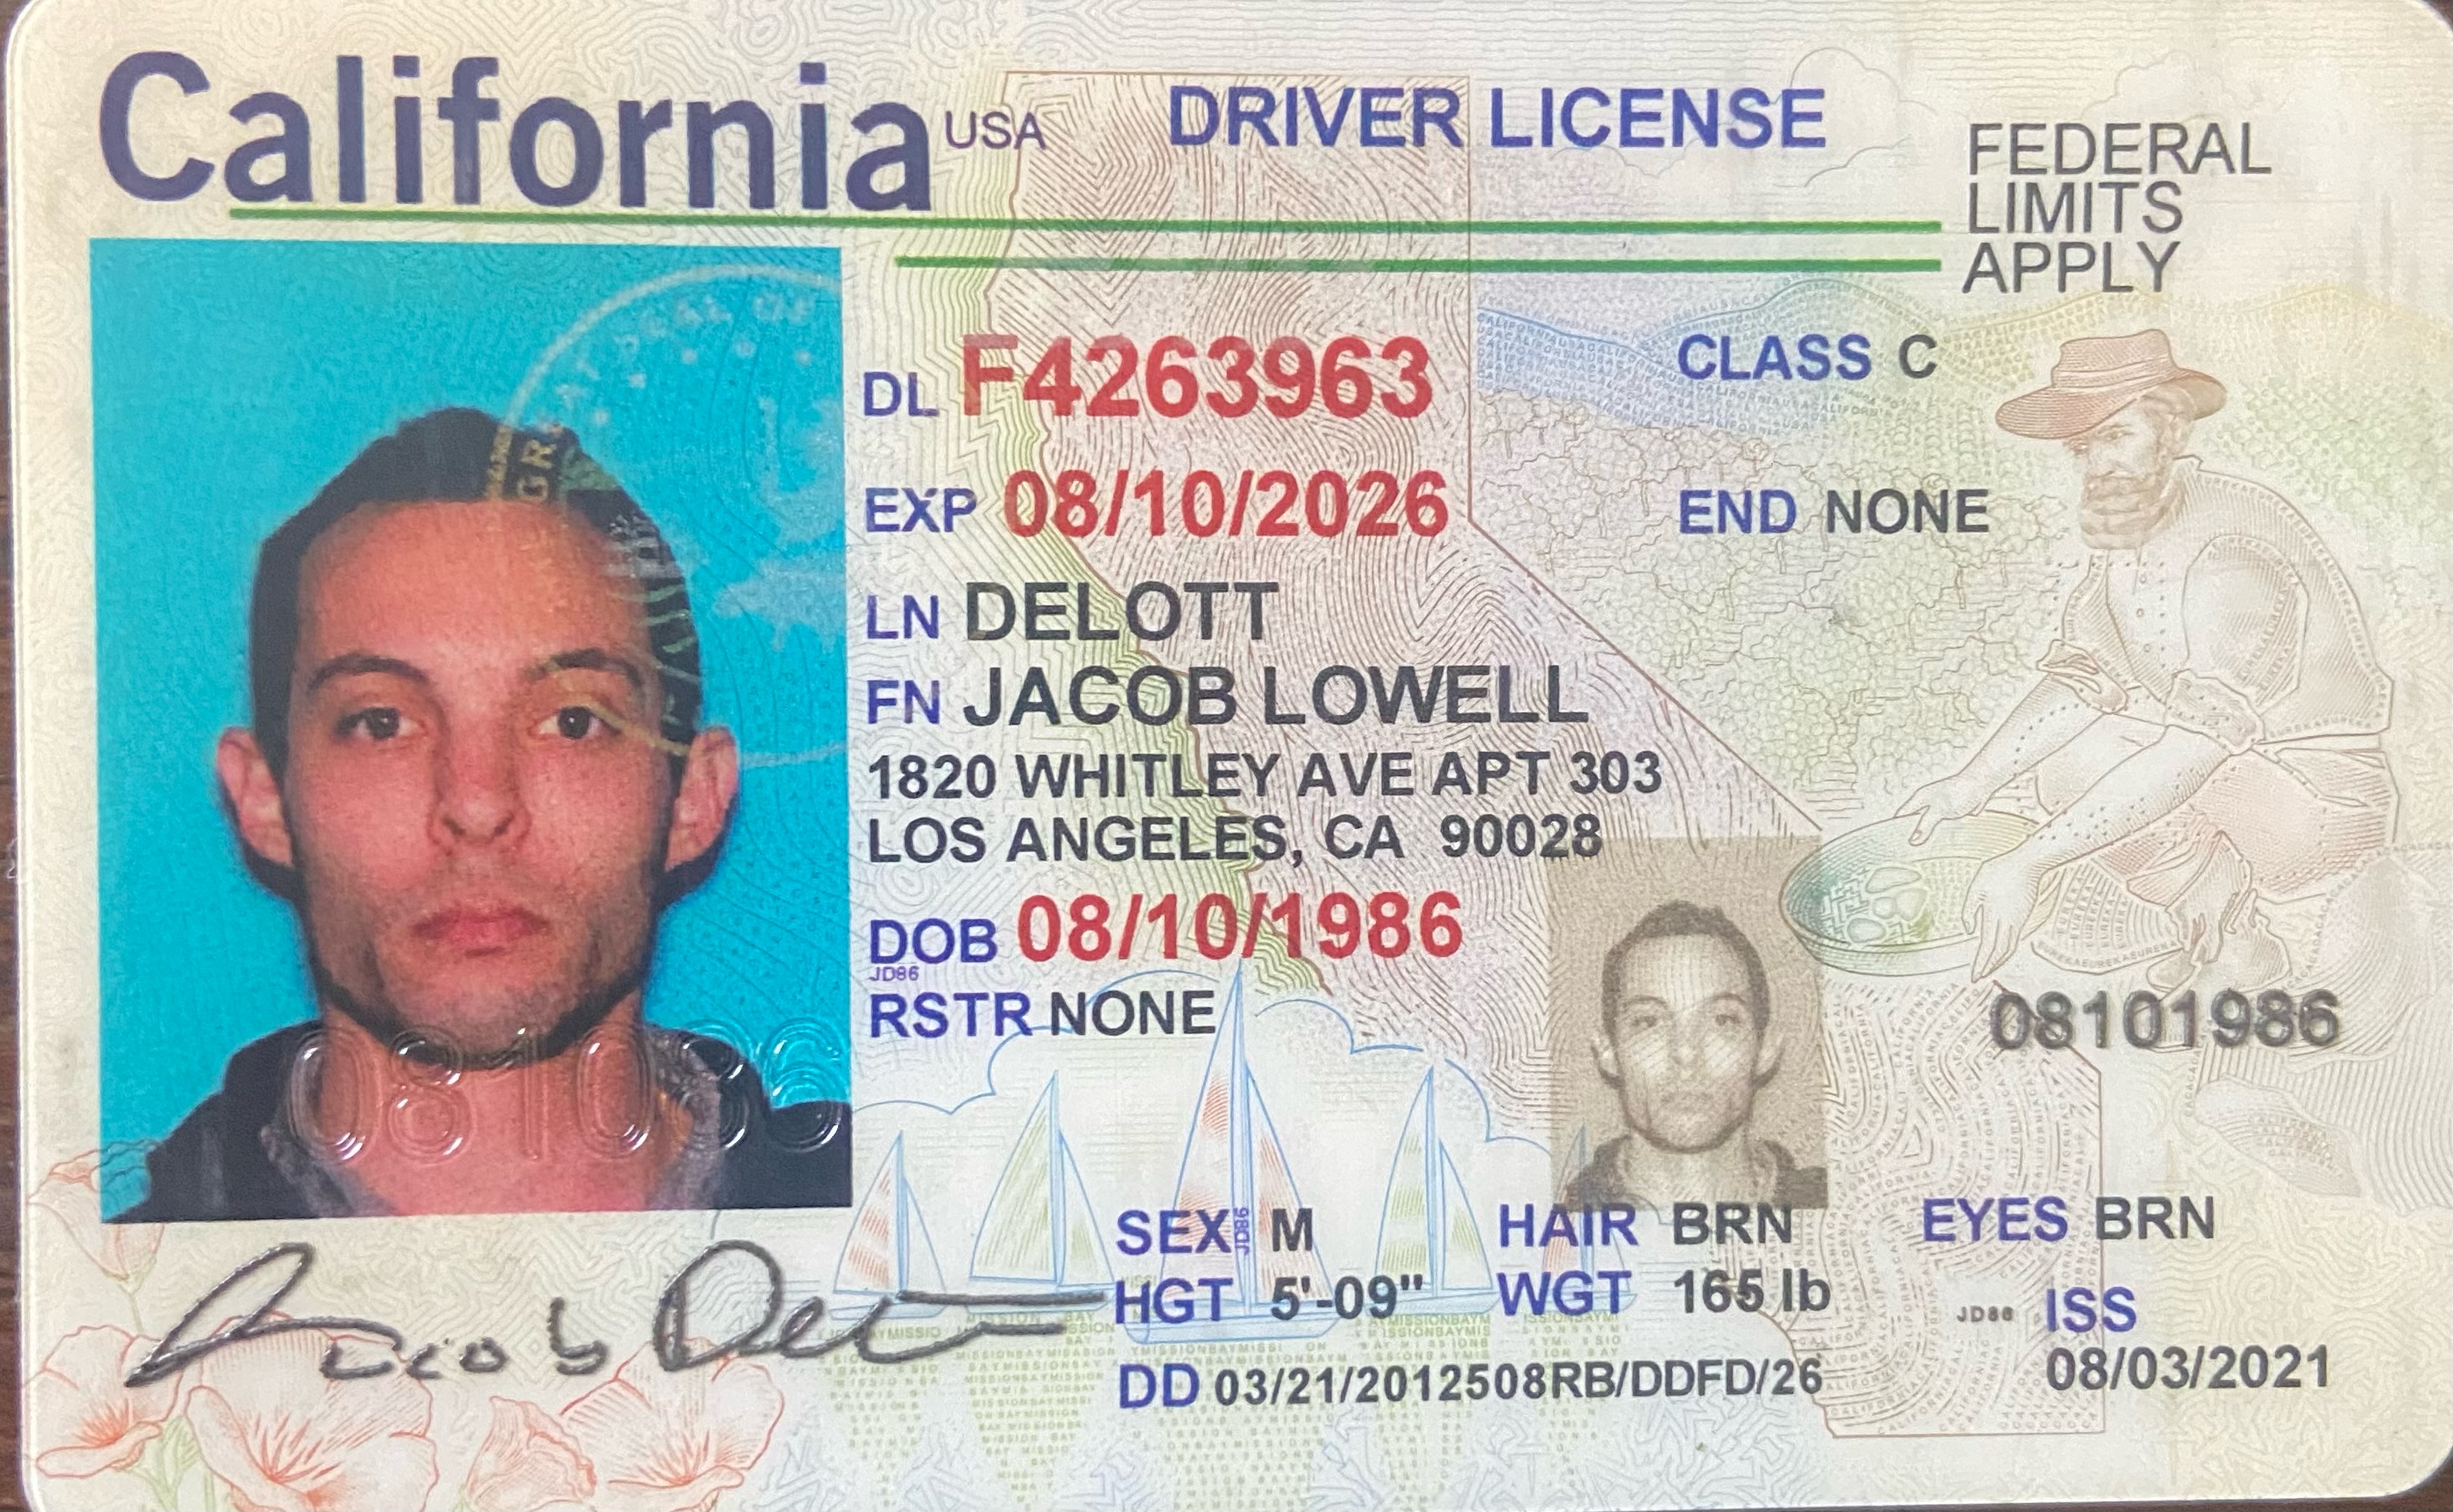 California USA DRIVER LICENSE
FEDERAL
LIMITS
APPLY
DL F4263963
CLASS C
EXP 08/10/2026
END NONE
LN DELOTT
FN JACOB LOWELL
1820 WHITLEY AVE APT 303
LOS ANGELES, CA 90028
DOB 08/10/1986
JD86
RSTR NONE
08101986
SEX M
JD86
HAIR BRN
EYES BRN
HGT 5'-09"
WGT 165 lb
JD86
ISS
08/03/2021
DD 03/21/2012508RB/DDFD/26